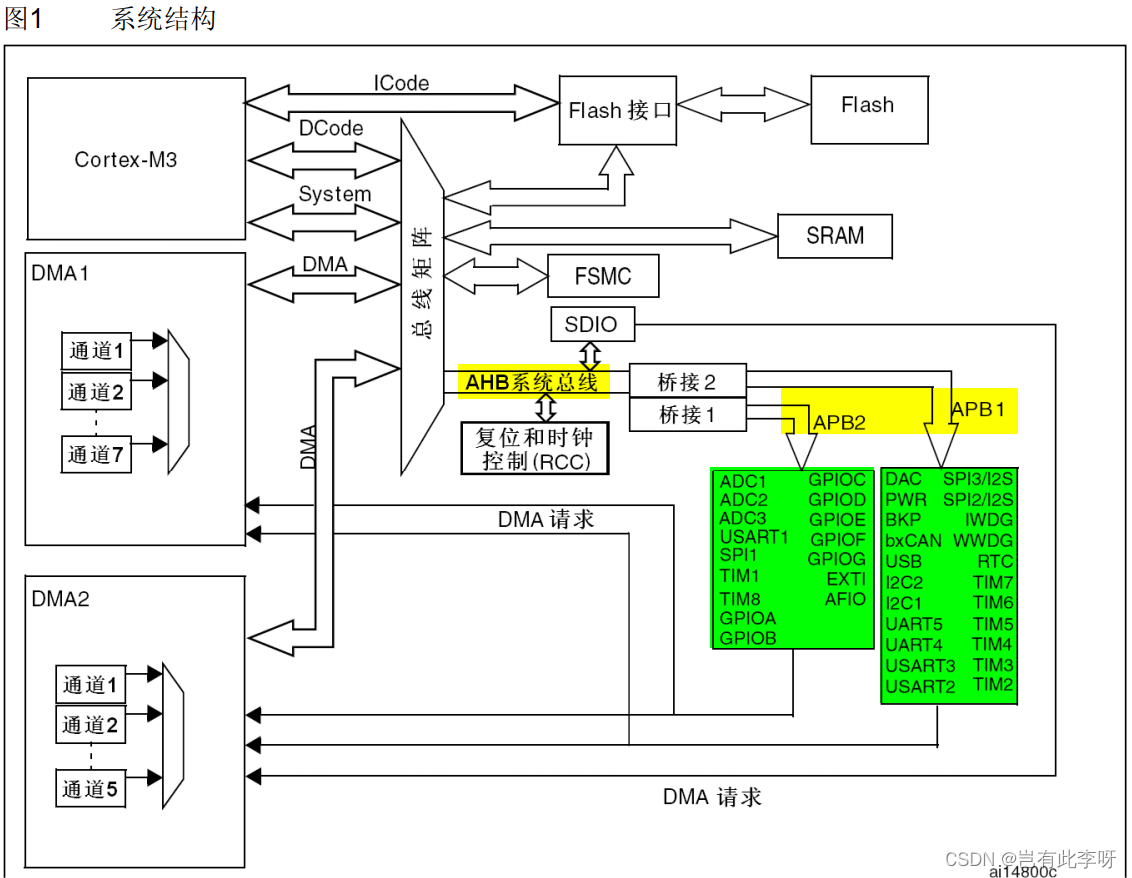 图1 系统结构
ICode
Flash 接口
Flash
DCode
Cortex-M3
System
SRAM
DMA1
DMA
总线矩阵
FSMC
SDIO
通道1
通道2
通道7
AHB系统总线
桥接2
桥接1
APB2
APB1
复位和时钟
控制(RCC)
DMA
ADC1 GPIOC
ADC2 GPIOD
ADC3 GPIOE
USART1 GPIOF
SPI1 GPIOG
TIM1 EXTI
TIM8 AFIO
GPIOA
GPIOB
DAC SPI3/I2S
PWR SPI2/I2S
BKP IWDG
bxCAN WWDG
USB RTC
I2C2 TIM7
I2C1 TIM6
UART5 TIM5
UART4 TIM4
USART3 TIM3
USART2 TIM2
DMA 请求
DMA2
通道1
通道2
通道5
DMA 请求
CSDN @岂有此李呀
ai14800c